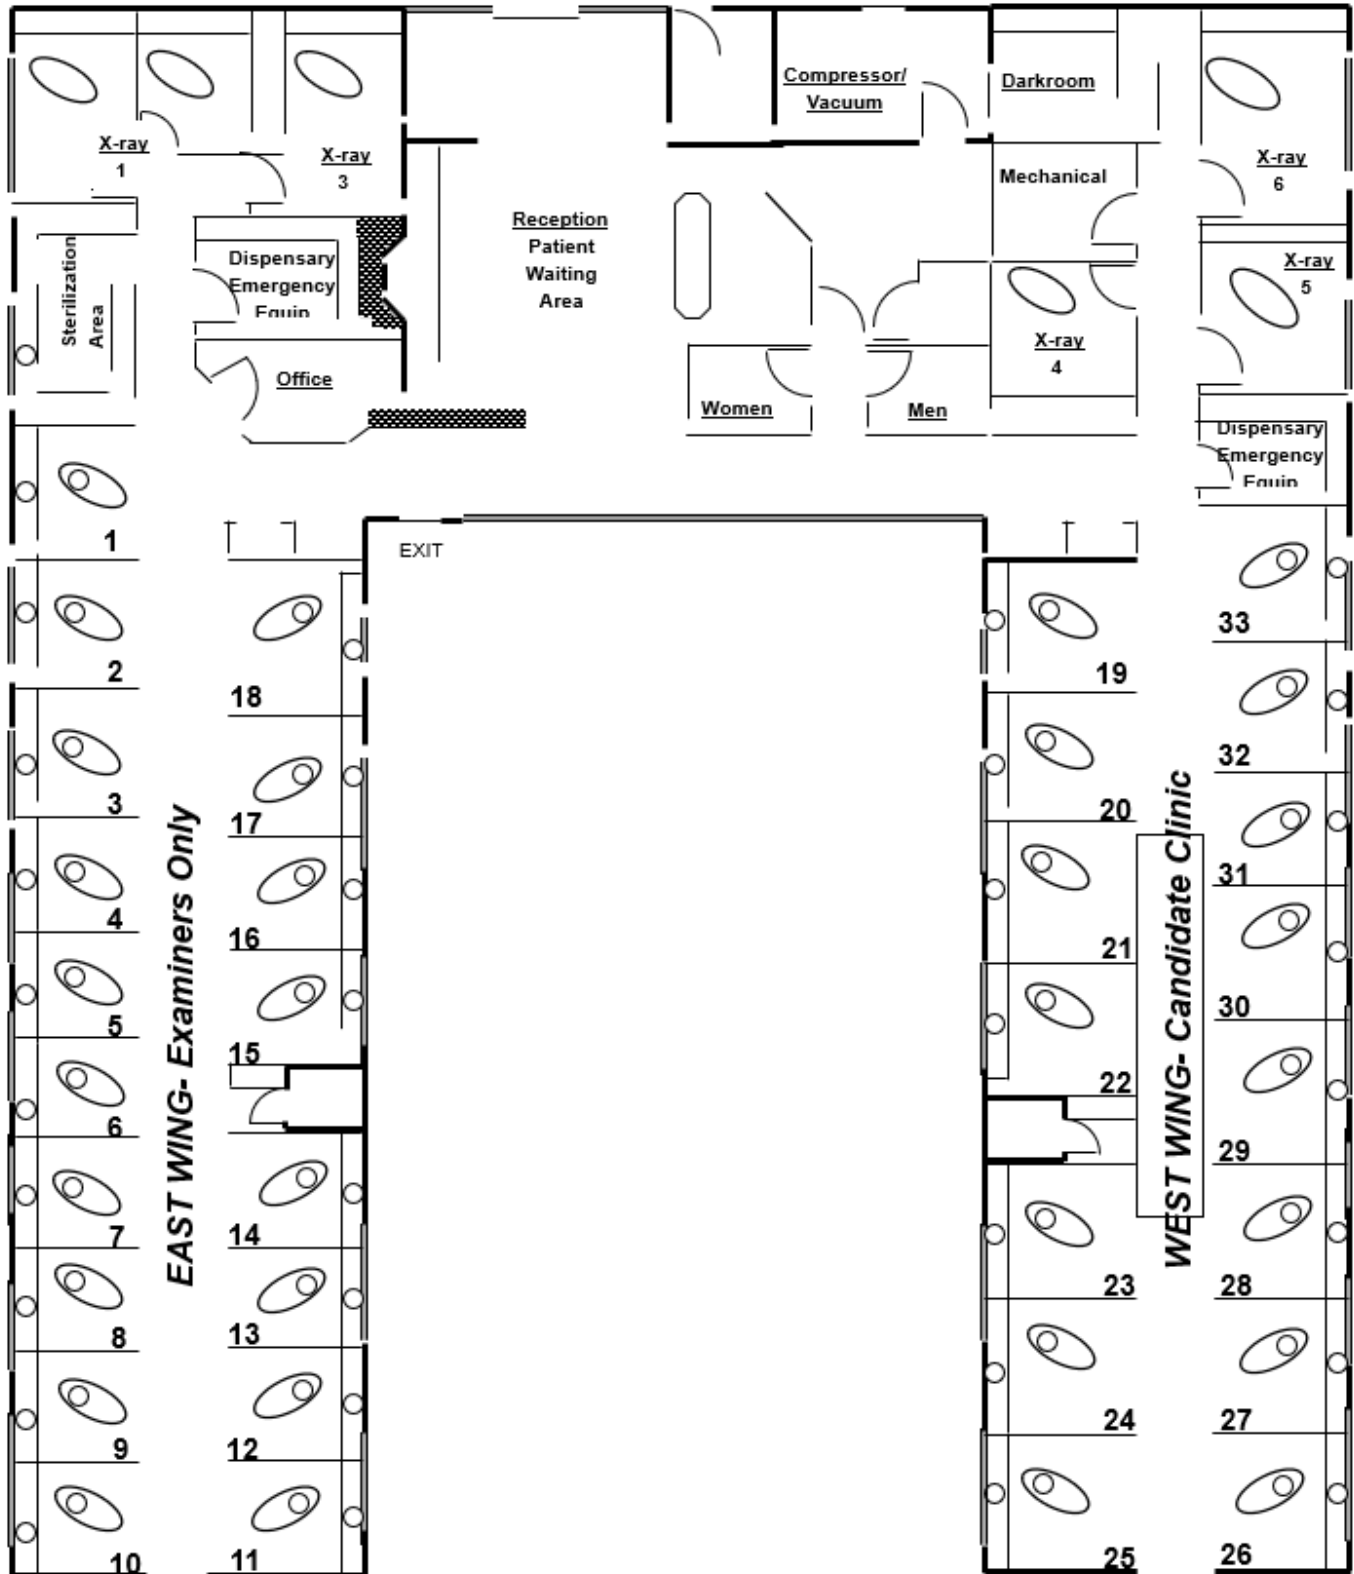 X-ray
1
X-ray
3
Compressor/
Vacuum
Darkroom
X-ray
6
Mechanical
Reception
Patient
Waiting
Area
Sterilization
Area
Dispensary
Emergency
Equip
X-ray
5
X-ray
4
Office
Women
Men
Dispensary
Emergency
Equip
EXIT
1
2
3
4
5
6
7
8
9
10
EAST WING- Examiners Only
18
17
16
15
14
13
12
11
19
20
21
22
23
24
25
WEST WING- Candidate Clinic
33
32
31
30
29
28
27
26